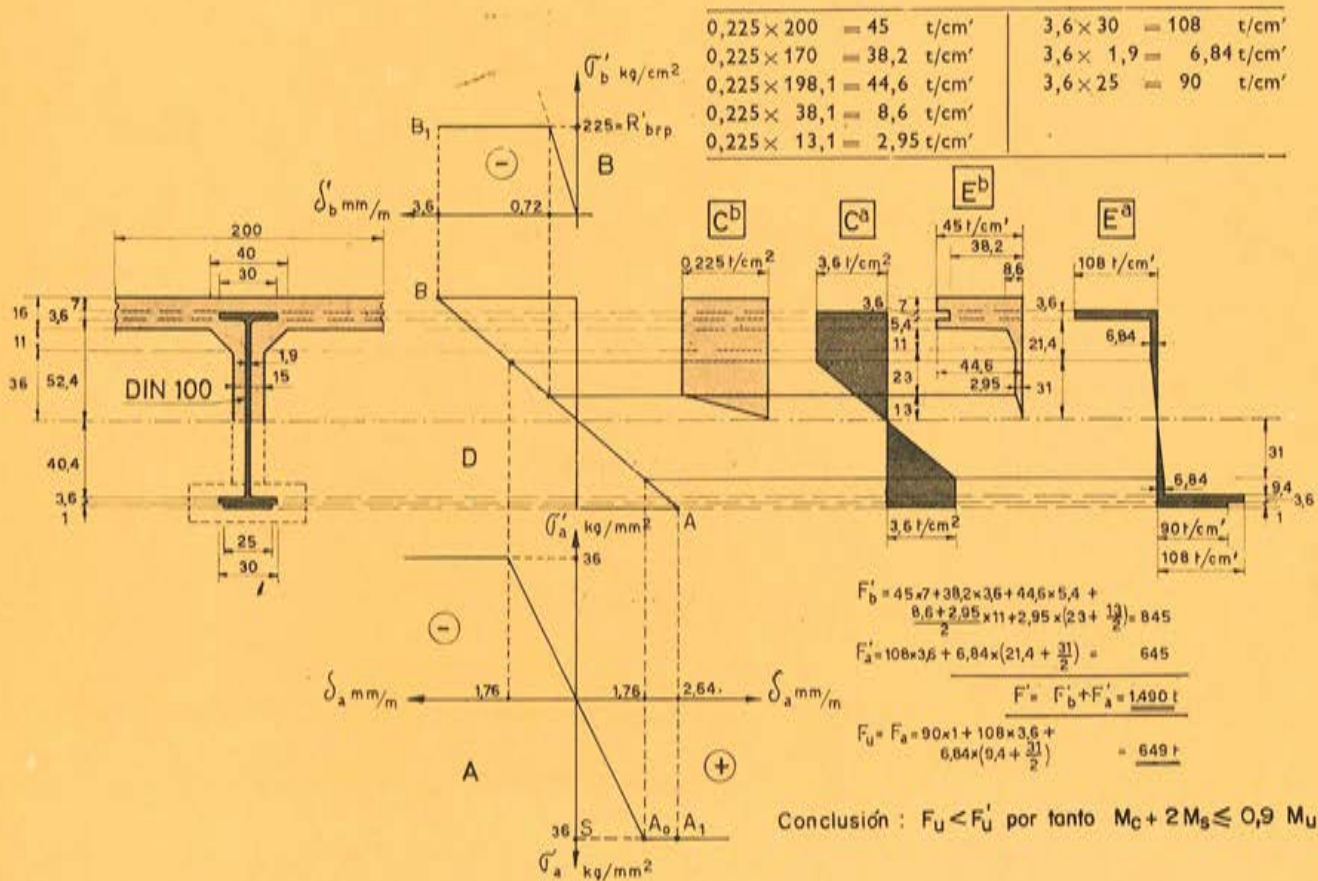 0,225 × 200 = 45 t/cm'
0,225 × 170 = 38,2 t/cm'
0,225 × 198,1 = 44,6 t/cm'
0,225 × 38,1 = 8,6 t/cm'
0,225 × 13,1 = 2,95 t/cm'
3,6 × 30 = 108 t/cm'
3,6 × 1,9 = 6,84 t/cm'
3,6 × 25 = 90 t/cm'
σ'b kg/cm2
B1
225 = R'brp
B
δ'b mm/m
3,6
0,72
200
40
30
16
7
3,6
11
1,9
15
36
52,4
DIN 100
40,4
3,6
1
25
30
B
D
A
Cb
0,225 t/cm2
Ca
3,6 t/cm2
3,6
7
5,4
11
23
13
3,6 t/cm2
Eb
45 t/cm'
38,2
8,6
44,6
2,95
Ea
108 t/cm'
3,6
6,84
21,4
31
31
6,84
9,4
3,6
1
90 t/cm'
108 t/cm'
σ'a kg/mm2
36
δa mm/m
1,76
1,76
2,64
δa mm/m
A
36
S
A0
A1
σa kg/mm2
F'b = 45×7+38,2×3,6+44,6×5,4 +
8,6+2,95/2 ×11+2,95×(23+ 13/2) = 845
F'a = 108×3,6 + 6,84×(21,4 + 31/2) = 645
F' = F'b + F'a = 1.490 t
Fu = Fa = 90×1 + 108×3,6 +
6,84×(9,4 + 31/2) = 649 t
Conclusión : Fu < F'u por tanto Mc + 2 Ms ≤ 0,9 Mu